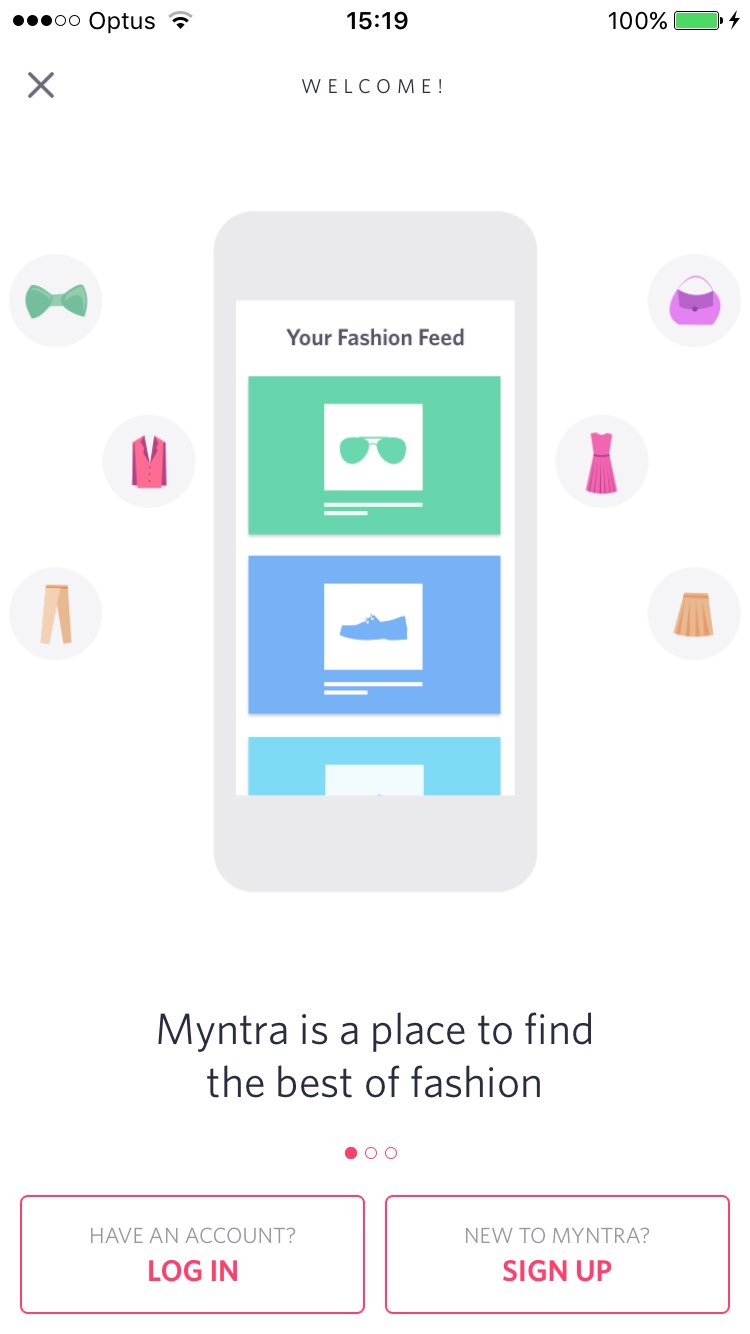 Optus 15:19 100%
WELCOME!
Your Fashion Feed
Myntra is a place to find
the best of fashion
HAVE AN ACCOUNT?
LOG IN
NEW TO MYNTRA?
SIGN UP